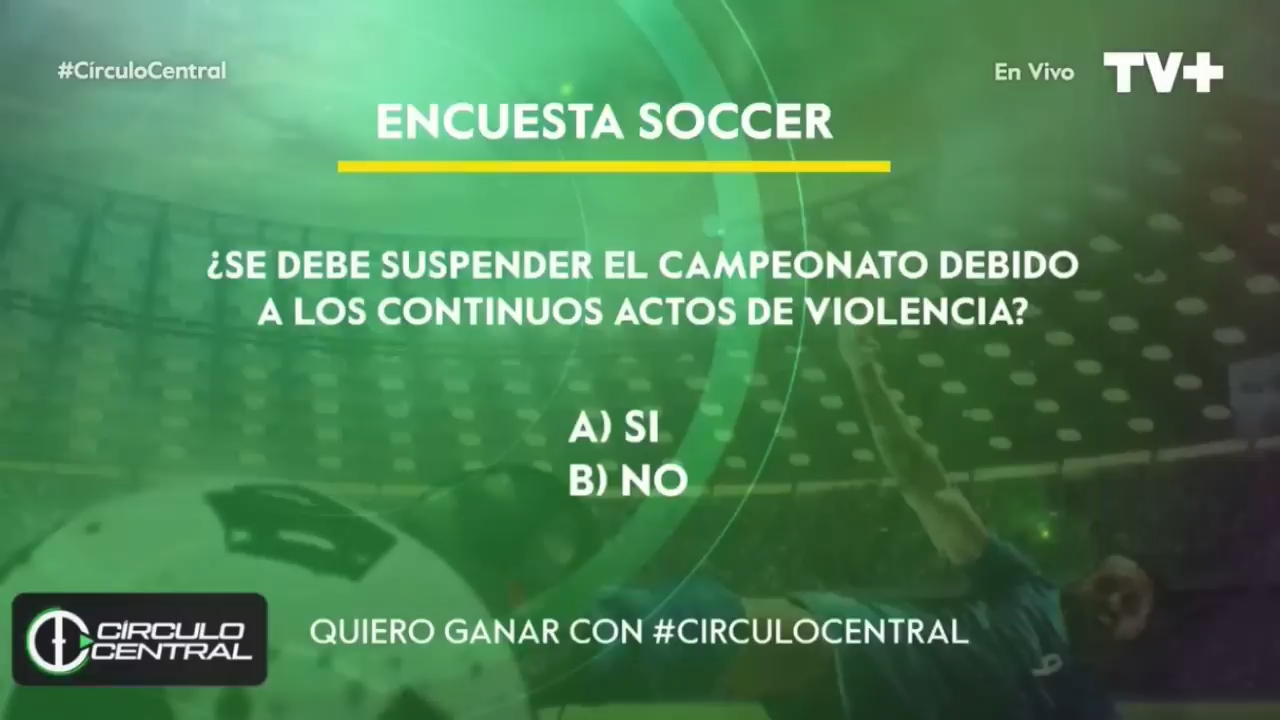 #CírculoCentral
En Vivo TV+
ENCUESTA SOCCER
¿SE DEBE SUSPENDER EL CAMPEONATO DEBIDO
A LOS CONTINUOS ACTOS DE VIOLENCIA?
A) SI
B) NO
CÍRCULO
CENTRAL
QUIERO GANAR CON #CIRCULOCENTRAL